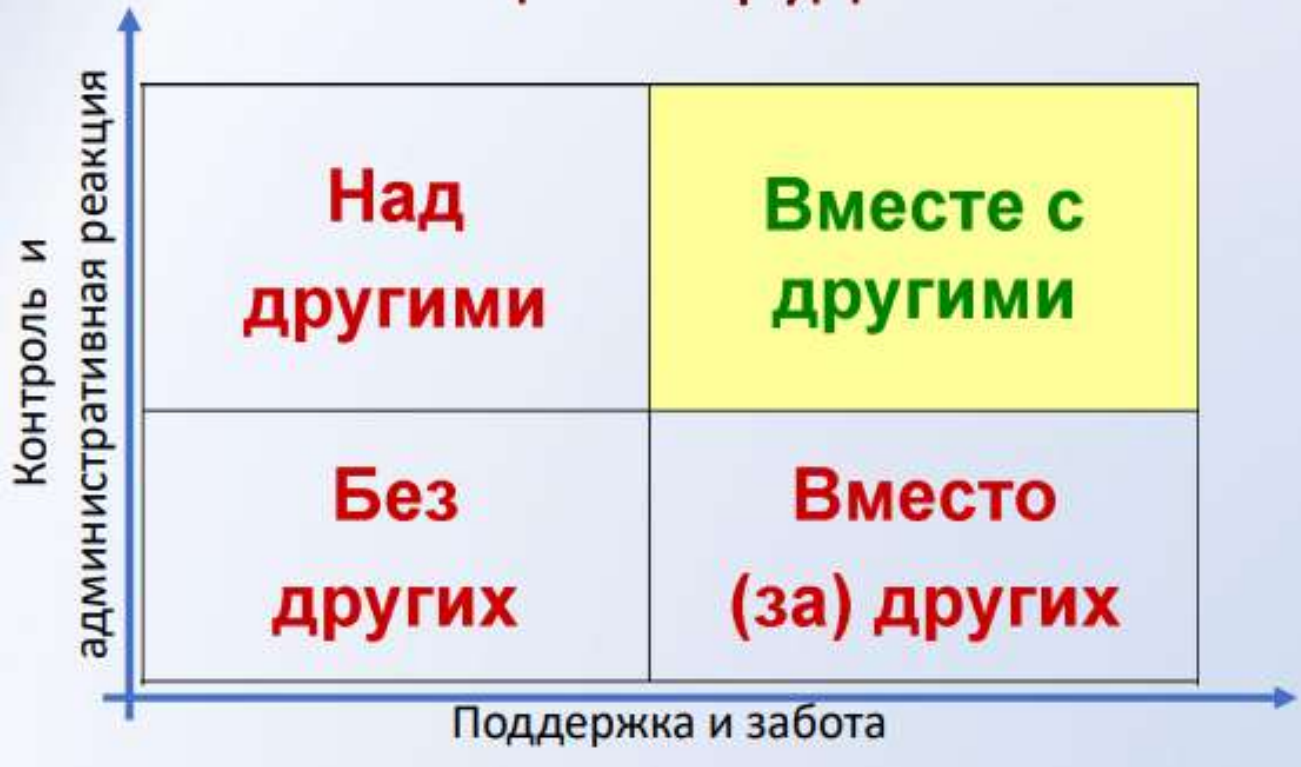 Контроль и
административная реакция
Над
другими
Вместе с
другими
Без
других
Вместо
(за) других
Поддержка и забота